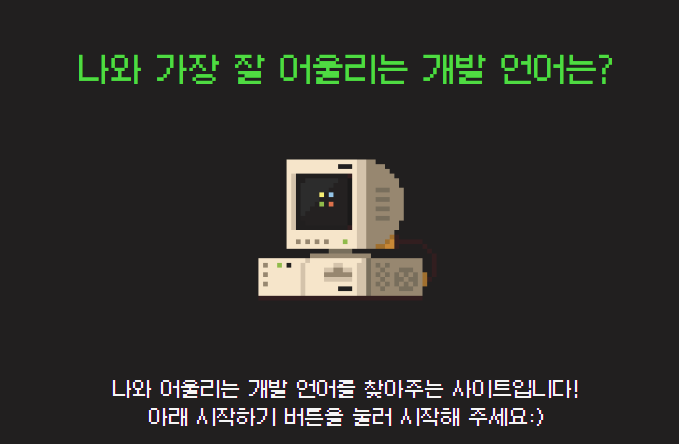 나와 가장 잘 어울리는 개발 언어는?
나와 어울리는 개발 언어를 찾아주는 사이트입니다!
아래 시작하기 버튼을 눌러 시작해 주세요:)